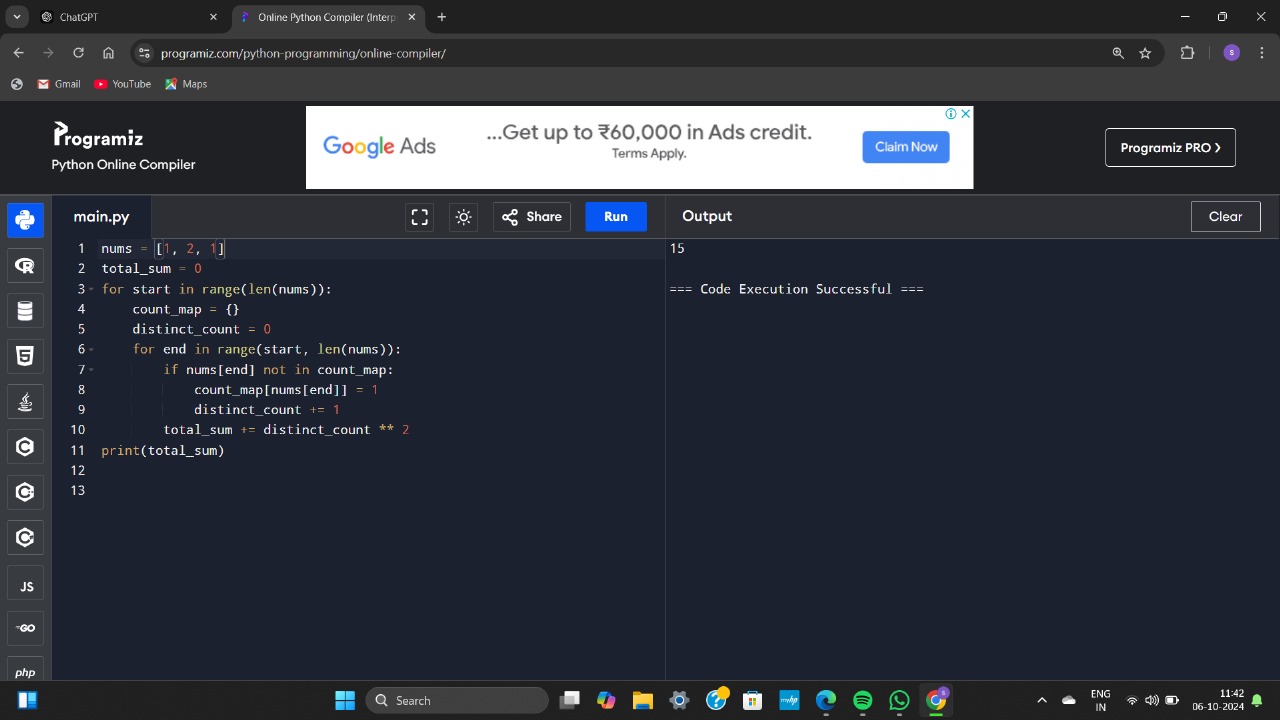 ChatGPT
Online Python Compiler (Interp
programiz.com/python-programming/online-compiler/
S
Gmail
YouTube
Maps
Programiz
Python Online Compiler
Google Ads
...Get up to ₹60,000 in Ads credit.
Terms Apply.
Claim Now
Programiz PRO
main.py
Share
Run
Output
Clear
1 nums = [1, 2, 1]
2 total_sum = 0
3 for start in range(len(nums)):
4 count_map = {}
5 distinct_count = 0
6 for end in range(start, len(nums)):
7 if nums[end] not in count_map:
8 count_map[nums[end]] = 1
9 distinct_count += 1
10 total_sum += distinct_count ** 2
11 print(total_sum)
12
13
15
=== Code Execution Successful ===
R
5
C
C
C
JS
GO
php
Search
myhp
ENG
IN
11:42
06-10-2024